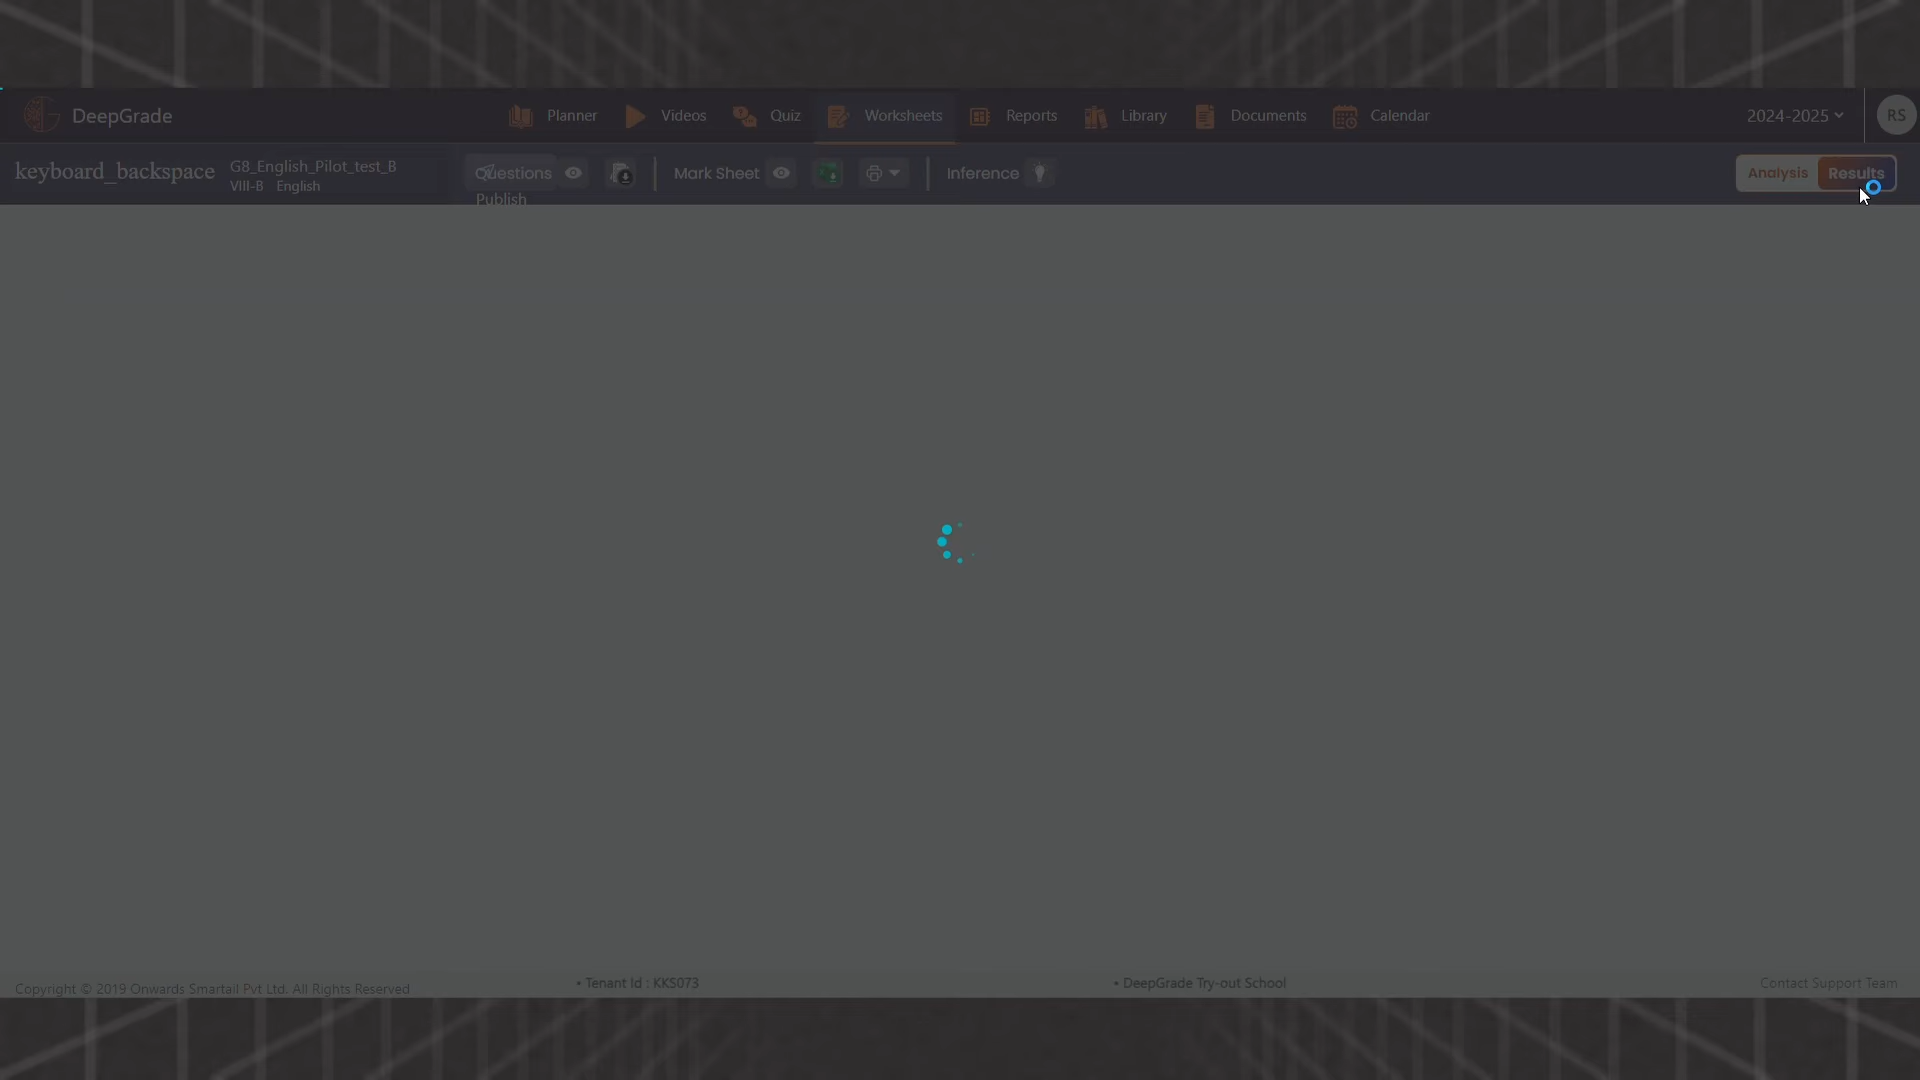 DeepGrade
Planner
Videos
Quiz
Worksheets
Reports
Library
Documents
Calendar
2024-2025
RS
keyboard_backspace
G8_English_Pilot_test_B
VIII-B English
Questions
Publish
Mark Sheet
Inference
Analysis
Results
Copyright © 2019 Onwards Smartail Pvt Ltd. All Rights Reserved
• Tenant Id : KKS073
• DeepGrade Try-out School
Contact Support Team